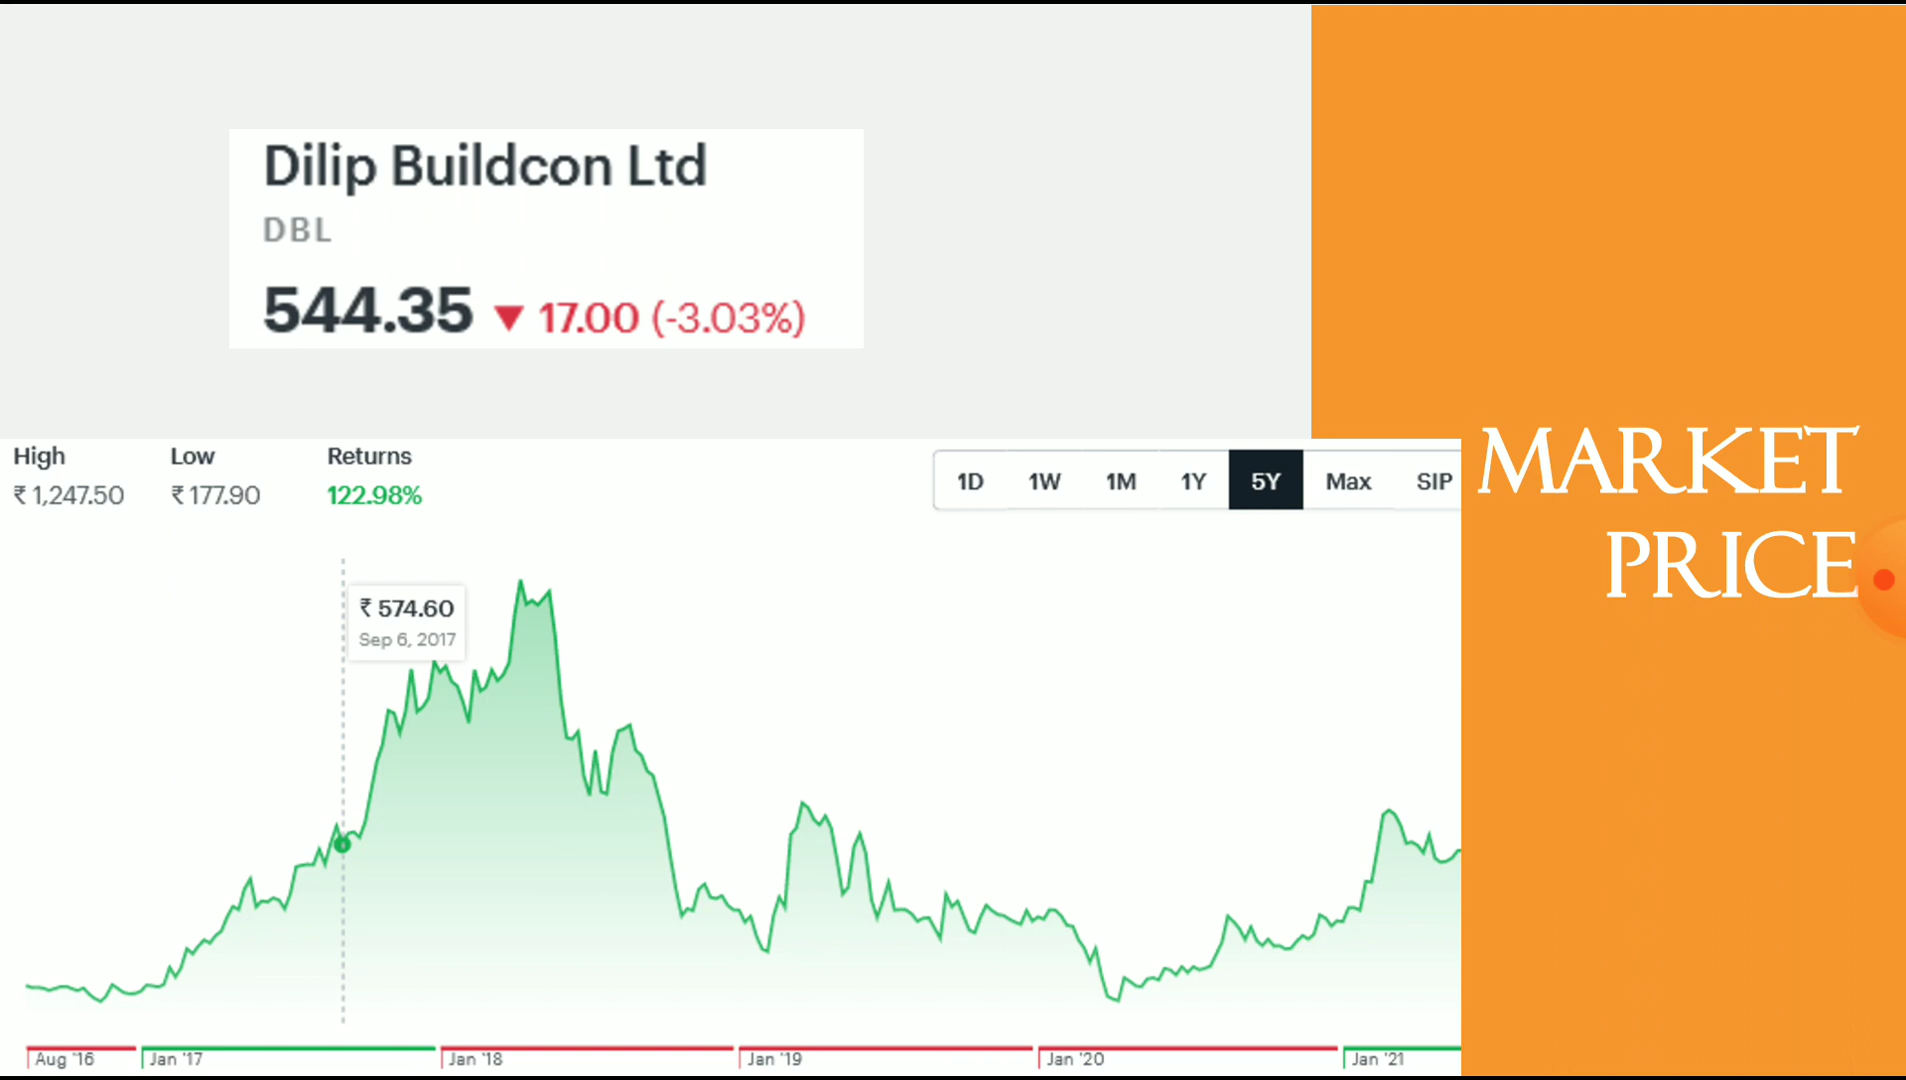 Dilip Buildcon Ltd
DBL
544.35 ▼ 17.00 (-3.03%)
MARKET
PRICE
High Low Returns
₹ 1,247.50 ₹ 177.90 122.98%
1D 1W 1M 1Y 5Y Max SIP
₹ 574.60
Sep 6, 2017
Aug '16 Jan '17 Jan '18 Jan '19 Jan '20 Jan '21